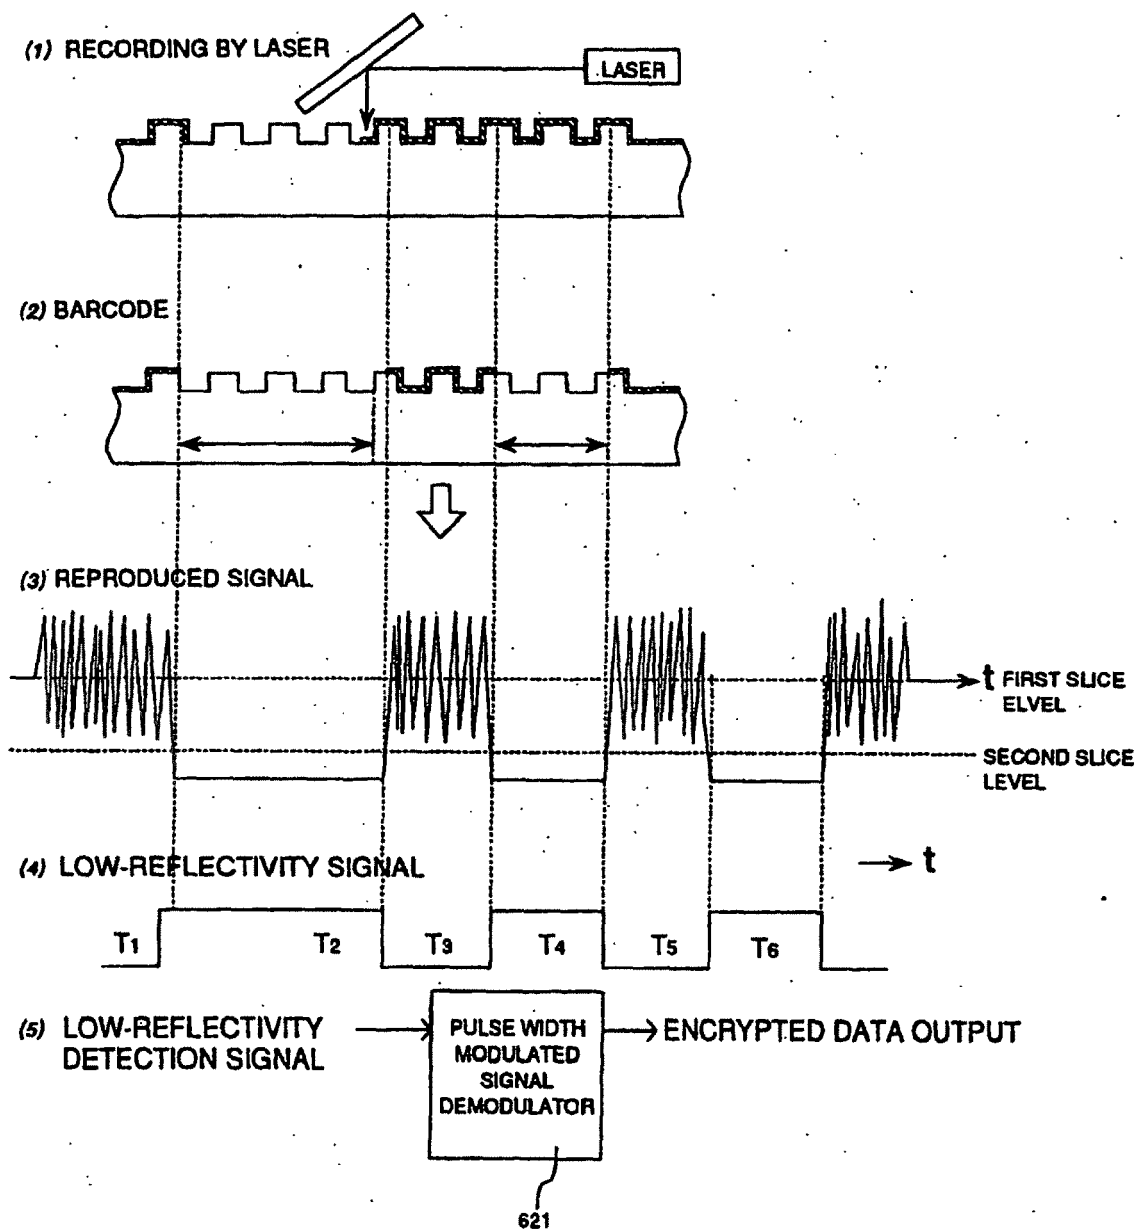 (1) RECORDING BY LASER
LASER
(2) BARCODE
(3) REPRODUCED SIGNAL
t FIRST SLICE
ELVEL
SECOND SLICE
LEVEL
(4) LOW-REFLECTIVITY SIGNAL
t
T1 T2 T3 T4 T5 T6
(5) LOW-REFLECTIVITY
DETECTION SIGNAL
PULSE WIDTH
MODULATED
SIGNAL
DEMODULATOR
ENCRYPTED DATA OUTPUT
621